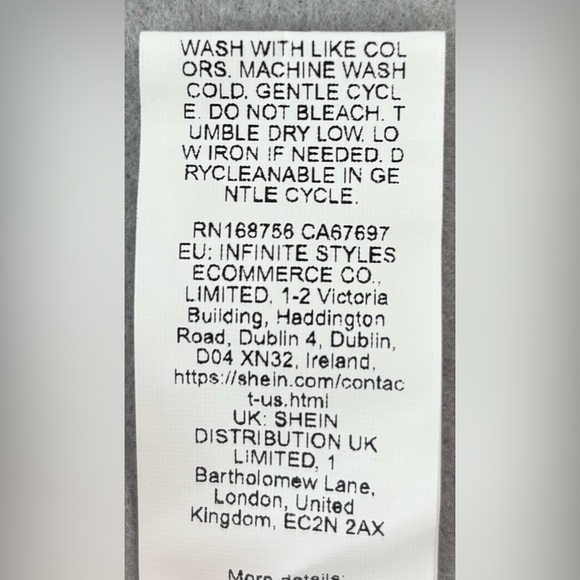 WASH WITH LIKE COL
ORS. MACHINE WASH
COLD. GENTLE CYCL
E. DO NOT BLEACH. T
UMBLE DRY LOW. LO
W IRON IF NEEDED. D
RYCLEANABLE IN GE
NTLE CYCLE.
RN168756 CA67697
EU: INFINITE STYLES
ECOMMERCE CO.,
LIMITED, 1-2 Victoria
Building, Haddington
Road, Dublin 4, Dublin,
D04 XN32, Ireland,
https://shein.com/contac
t-us.html
UK: SHEIN
DISTRIBUTION UK
LIMITED, 1
Bartholomew Lane,
London, United
Kingdom, EC2N 2AX
More details: